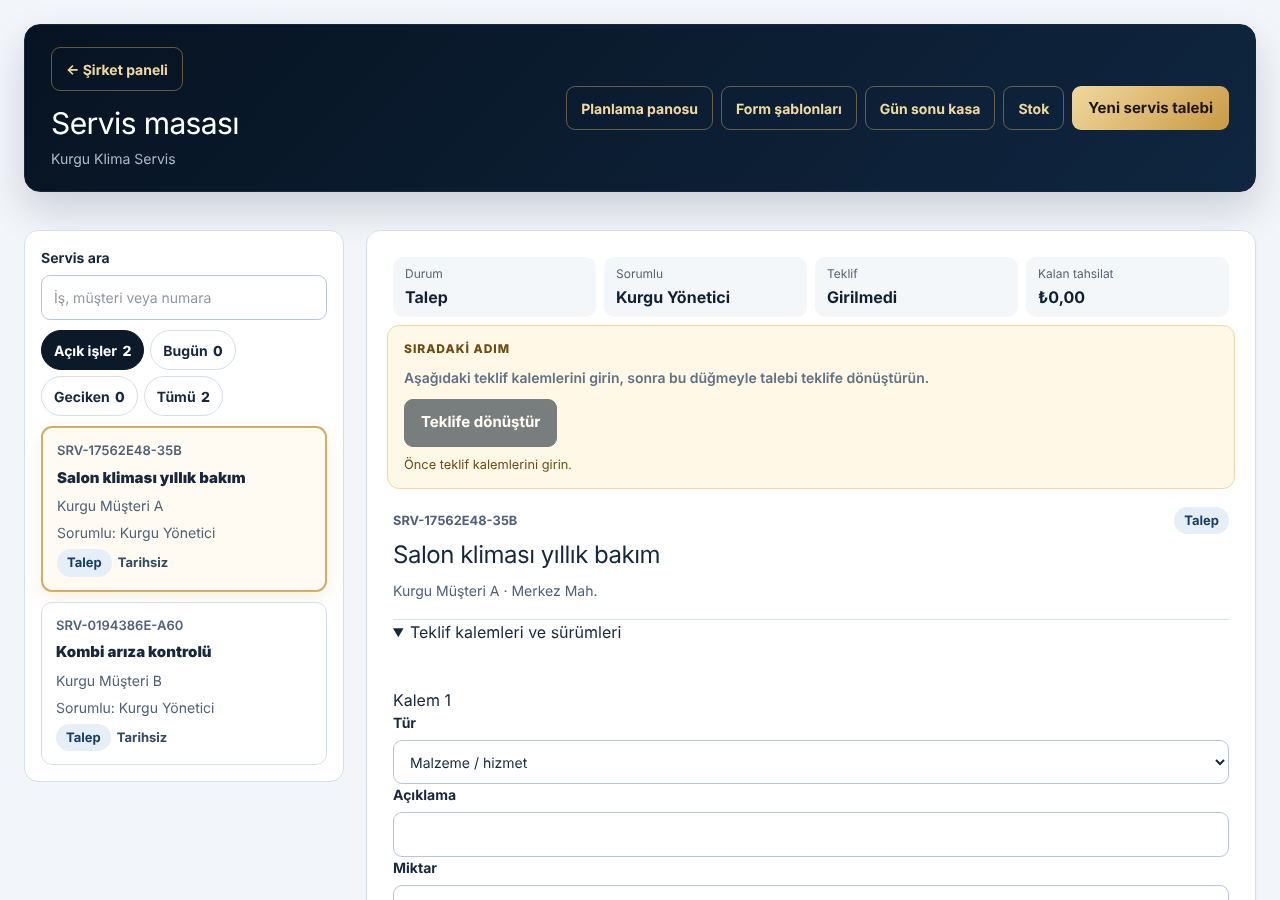 ← Şirket paneli
Servis masası
Kurgu Klima Servis
Planlama panosu
Form şablonları
Gün sonu kasa
Stok
Yeni servis talebi
Servis ara
İş, müşteri veya numara
Açık işler 2
Bugün 0
Geciken 0
Tümü 2
SRV-17562E48-35B
Salon kliması yıllık bakım
Kurgu Müşteri A
Sorumlu: Kurgu Yönetici
Talep Tarihsiz
SRV-0194386E-A60
Kombi arıza kontrolü
Kurgu Müşteri B
Sorumlu: Kurgu Yönetici
Talep Tarihsiz
Durum
Talep
Sorumlu
Kurgu Yönetici
Teklif
Girilmedi
Kalan tahsilat
₺0,00
SIRADAKİ ADIM
Aşağıdaki teklif kalemlerini girin, sonra bu düğmeyle talebi teklife dönüştürün.
Teklife dönüştür
Önce teklif kalemlerini girin.
SRV-17562E48-35B
Talep
Salon kliması yıllık bakım
Kurgu Müşteri A · Merkez Mah.
▼ Teklif kalemleri ve sürümleri
Kalem 1
Tür
Malzeme / hizmet
Açıklama
Miktar